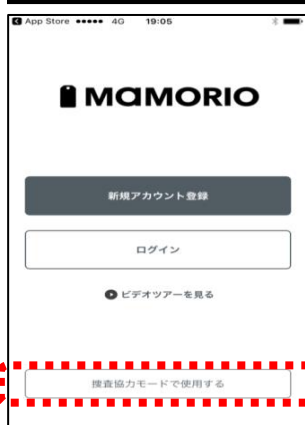 App Store ●●●●● 4G 19:05
MAMORIO
新規アカウント登録
ログイン
ビデオツアーを見る
捜査協力モードで使用する